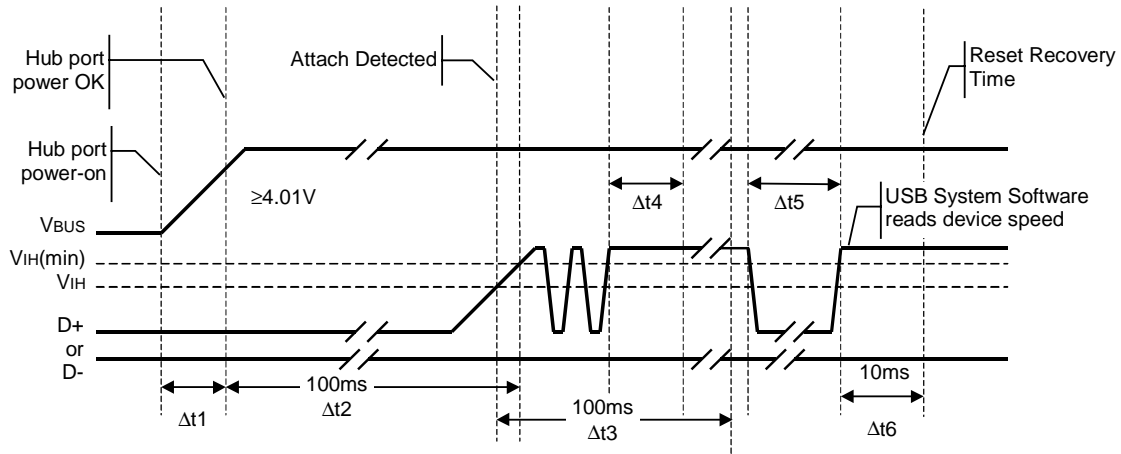 Hub port
power OK
Attach Detected
Reset Recovery
Time
Hub port
power-on
≥4.01V
Δt4
Δt5
USB System Software
reads device speed
VBUS
VIH(min)
VIH
D+
or
D-
100ms
Δt1
Δt2
100ms
Δt3
10ms
Δt6